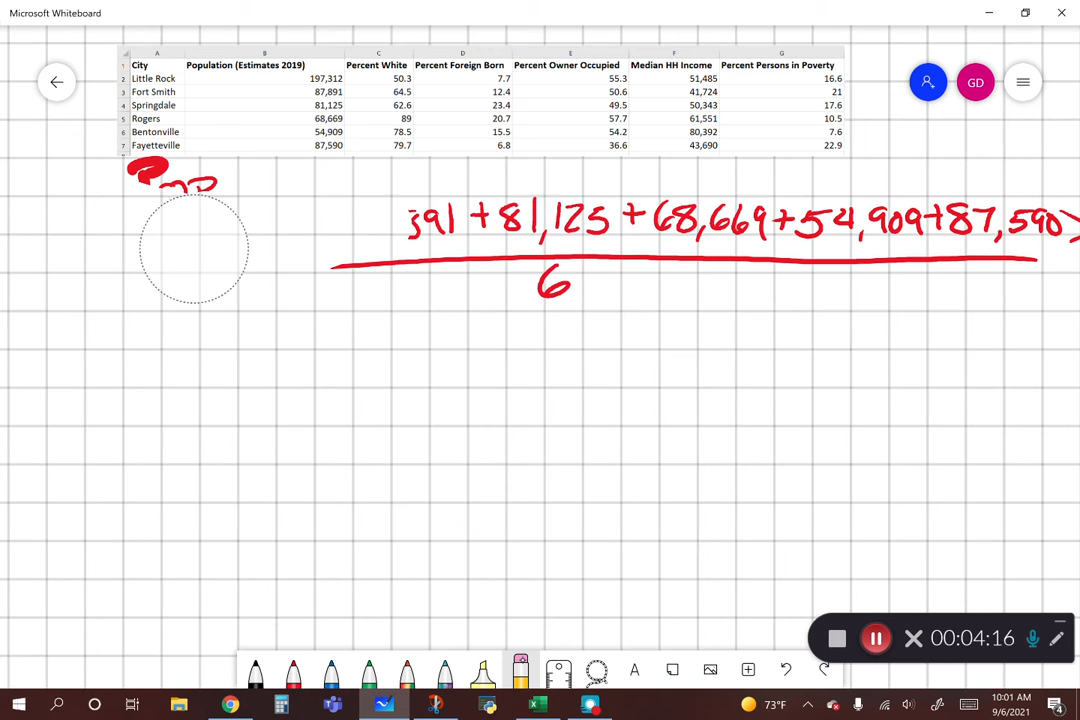 Microsoft Whiteboard
A B C D E F G
1 City Population (Estimates 2019) Percent White Percent Foreign Born Percent Owner Occupied Median HH Income Percent Persons in Poverty
2 Little Rock 197,312 50.3 7.7 55.3 51,485 16.6
3 Fort Smith 87,891 64.5 12.4 50.6 41,724 21
4 Springdale 81,125 62.6 23.4 49.5 50,343 17.6
5 Rogers 68,669 89 20.7 57.7 61,551 10.5
6 Bentonville 54,909 78.5 15.5 54.2 80,392 7.6
7 Fayetteville 87,590 79.7 6.8 36.6 43,690 22.9
GD
91 + 81,125 + 68,669 + 54,909 + 87,590
6
00:04:16
A
73°F
10:01 AM
9/6/2021
4